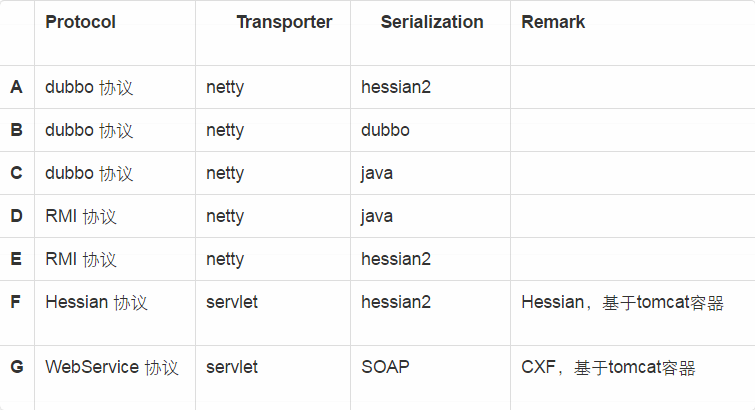 Protocol Transporter Serialization Remark
A dubbo 协议 netty hessian2
B dubbo 协议 netty dubbo
C dubbo 协议 netty java
D RMI 协议 netty java
E RMI 协议 netty hessian2
F Hessian 协议 servlet hessian2 Hessian，基于tomcat容器
G WebService 协议 servlet SOAP CXF，基于tomcat容器